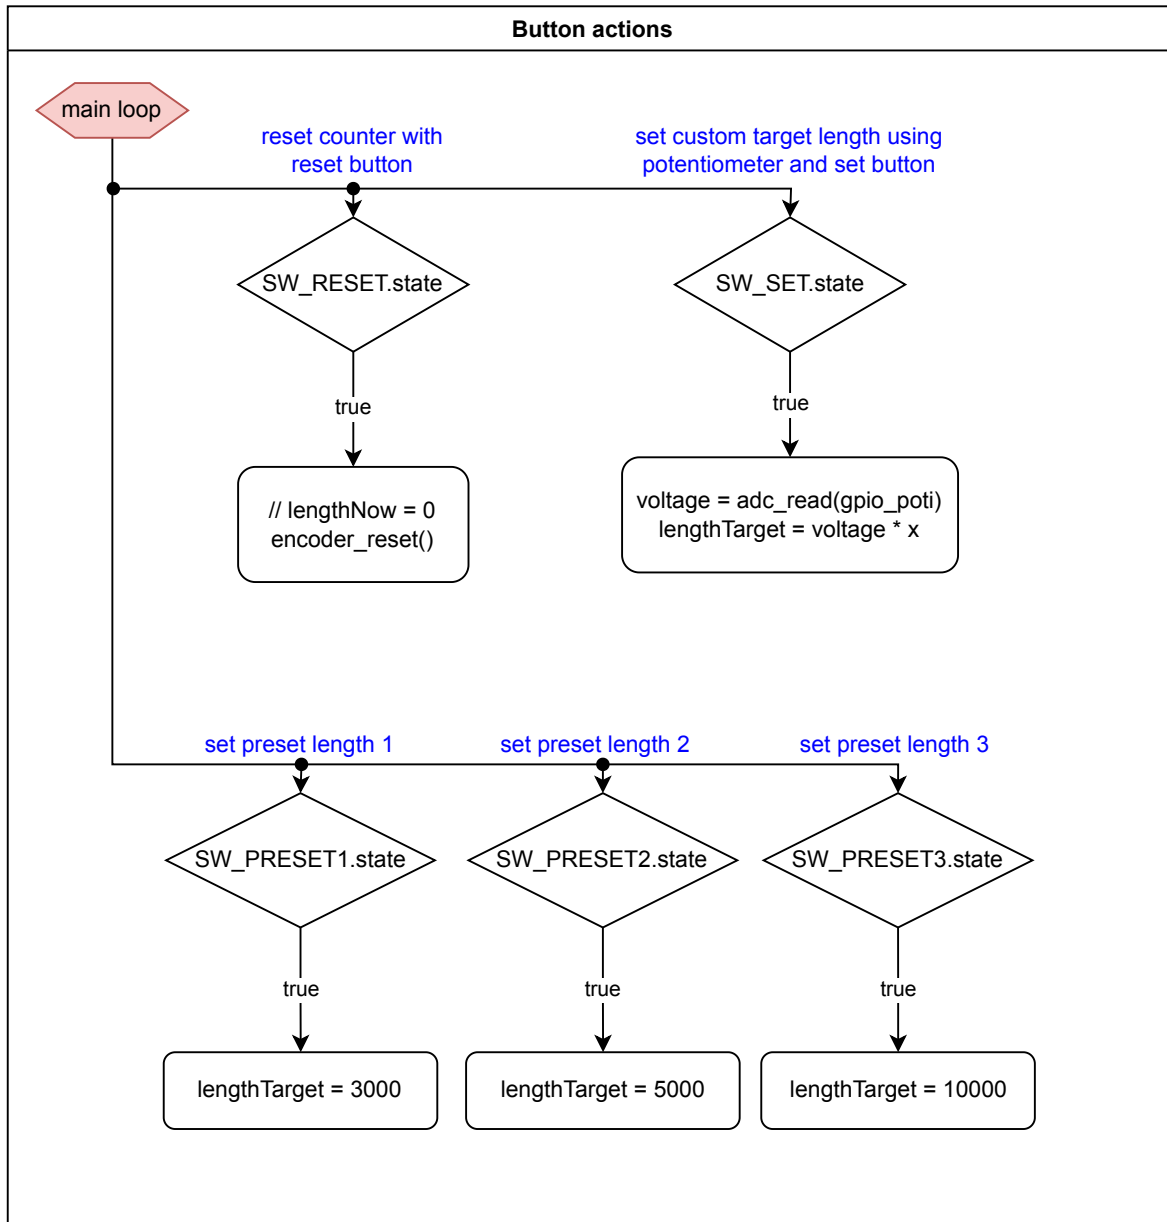 Button actions
main loop
reset counter with
reset button
set custom target length using
potentiometer and set button
SW_RESET.state
SW_SET.state
true
true
// lengthNow = 0
encoder_reset()
voltage = adc_read(gpio_poti)
lengthTarget = voltage * x
set preset length 1
set preset length 2
set preset length 3
SW_PRESET1.state
SW_PRESET2.state
SW_PRESET3.state
true
true
true
lengthTarget = 3000
lengthTarget = 5000
lengthTarget = 10000